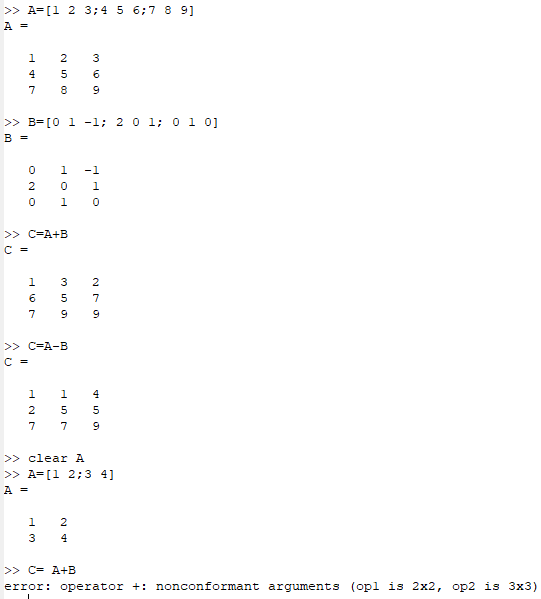 >> A=[1 2 3;4 5 6;7 8 9]
A =
1 2 3
4 5 6
7 8 9
>> B=[0 1 -1; 2 0 1; 0 1 0]
B =
0 1 -1
2 0 1
0 1 0
>> C=A+B
C =
1 3 2
6 5 7
7 9 9
>> C=A-B
C =
1 1 4
2 5 5
7 7 9
>> clear A
>> A=[1 2;3 4]
A =
1 2
3 4
>> C= A+B
error: operator +: nonconformant arguments (op1 is 2x2, op2 is 3x3)